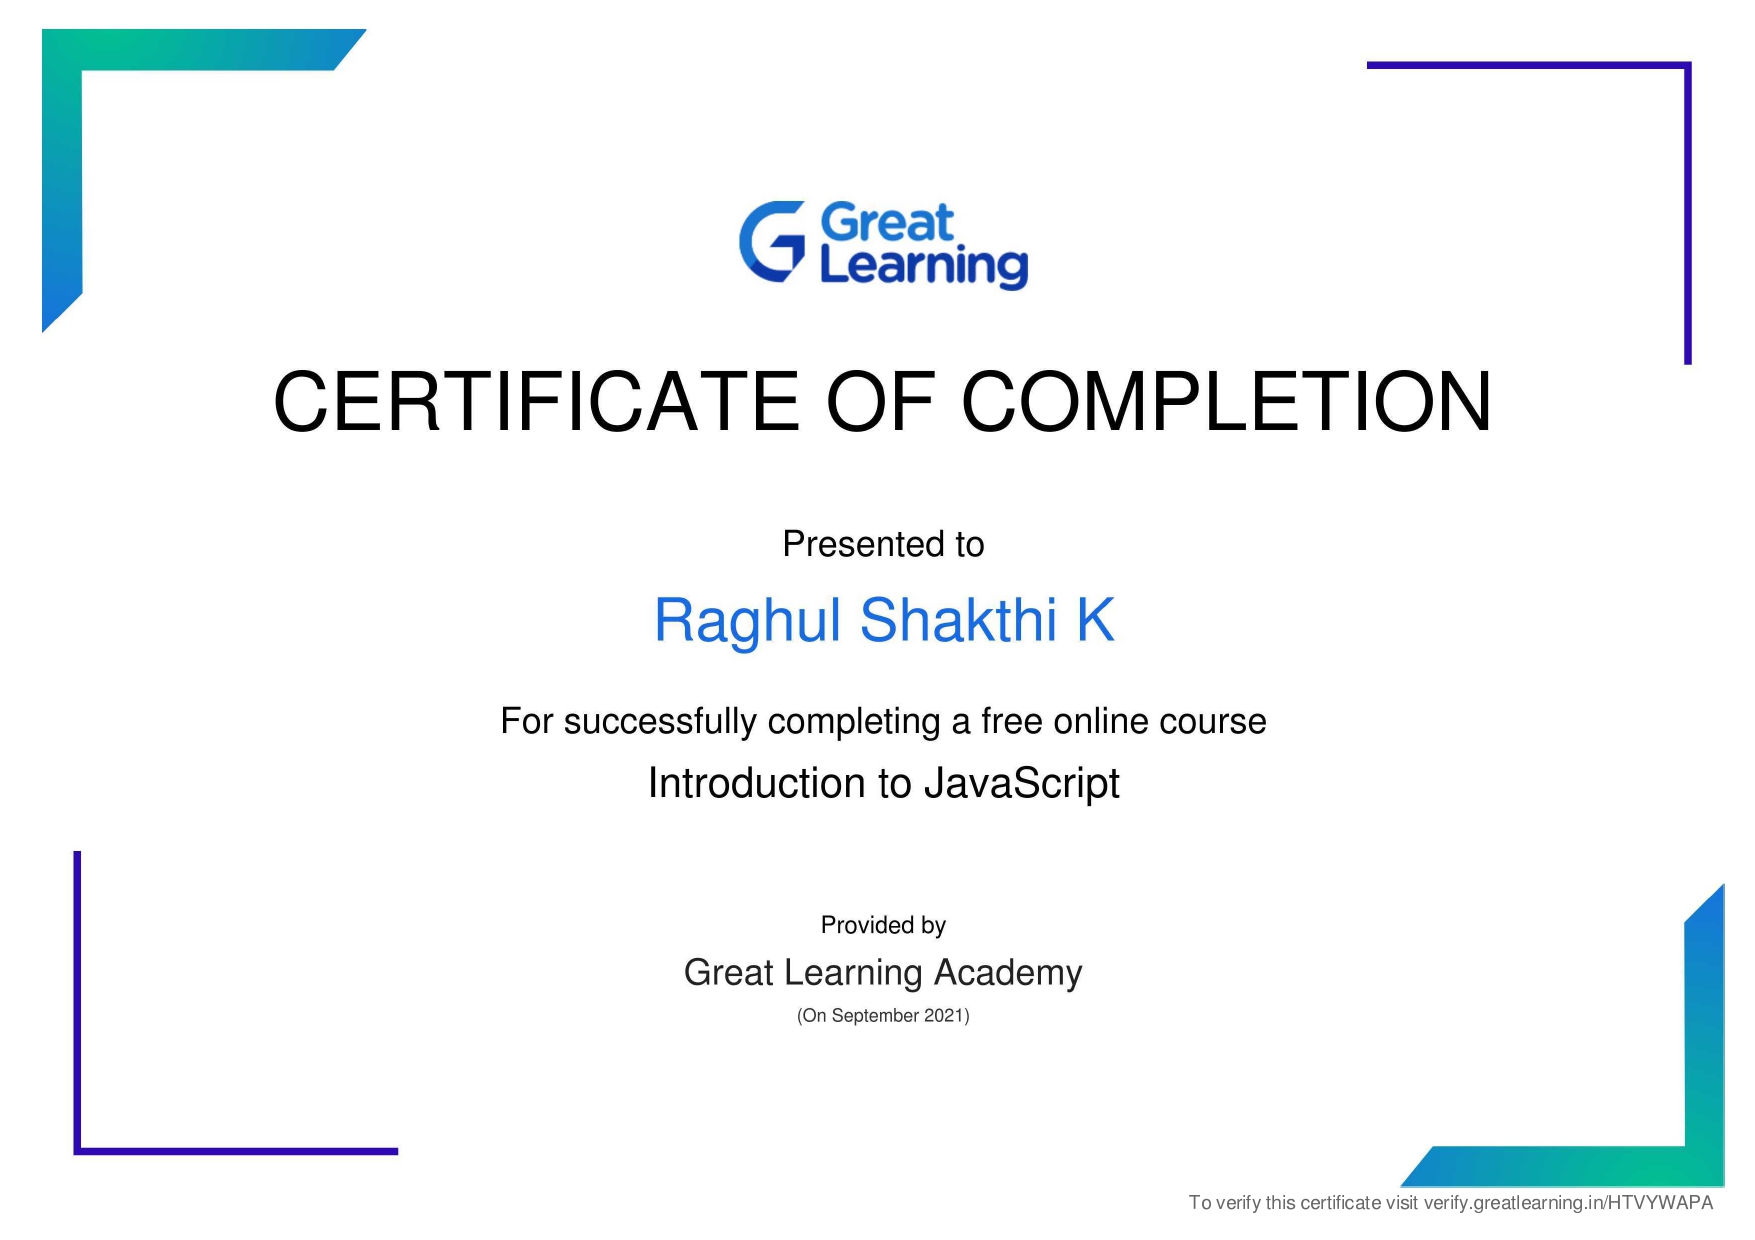 Great
Learning
CERTIFICATE OF COMPLETION
Presented to
Raghul Shakthi K
For successfully completing a free online course
Introduction to JavaScript
Provided by
Great Learning Academy
(On September 2021)
To verify this certificate visit verify.greatlearning.in/HTVYWAPA